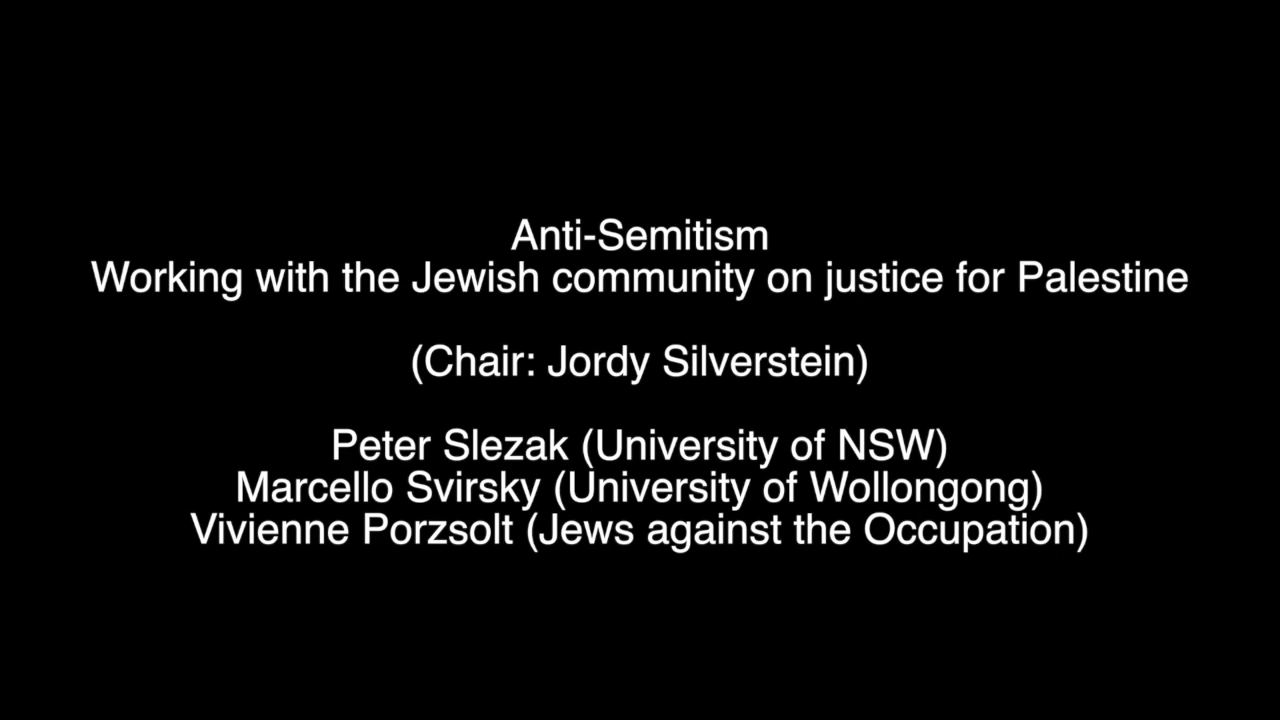 Anti-Semitism
Working with the Jewish community on justice for Palestine
(Chair: Jordy Silverstein)
Peter Slezak (University of NSW)
Marcello Svirsky (University of Wollongong)
Vivienne Porzsolt (Jews against the Occupation)